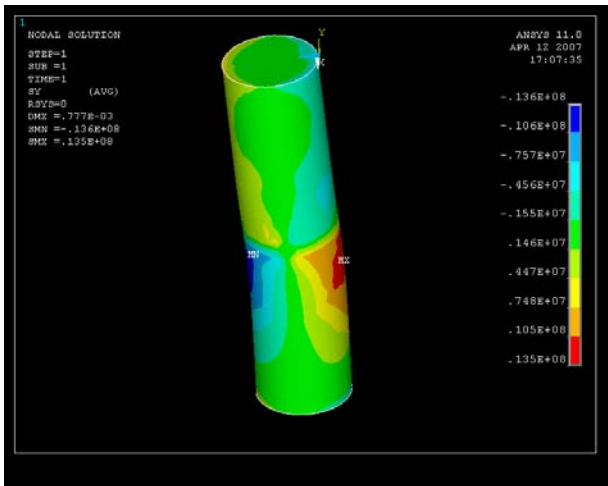 1
NODAL SOLUTION
STEP=1
SUB =1
TIME=1
SY (AVG)
RSYS=0
DMX =.777E-03
SMN =-.136E+08
SMX =.135E+08
ANSYS 11.0
APR 12 2007
17:07:35
Y
X
MN
MX
-.136E+08
-.106E+08
-.757E+07
-.456E+07
-.155E+07
.146E+07
.447E+07
.748E+07
.105E+08
.135E+08